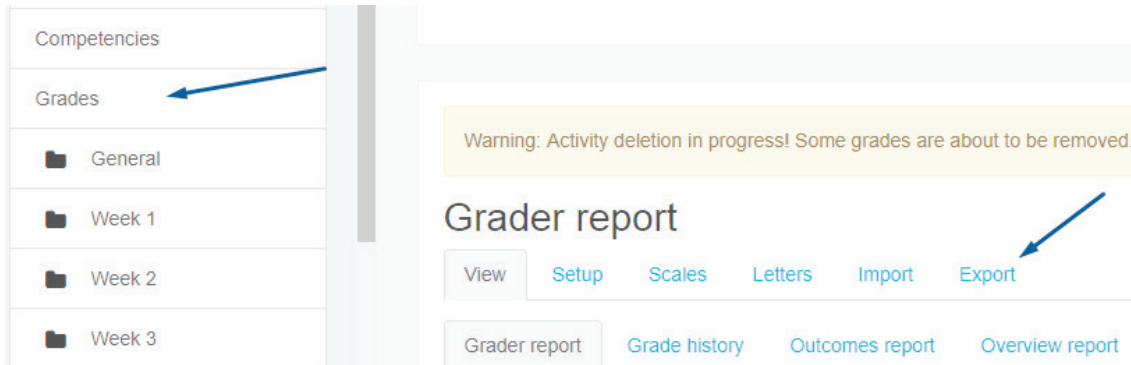 Competencies
Grades
General
Week 1
Week 2
Week 3
Warning: Activity deletion in progress! Some grades are about to be removed.
Grader report
View Setup Scales Letters Import Export
Grader report Grade history Outcomes report Overview report